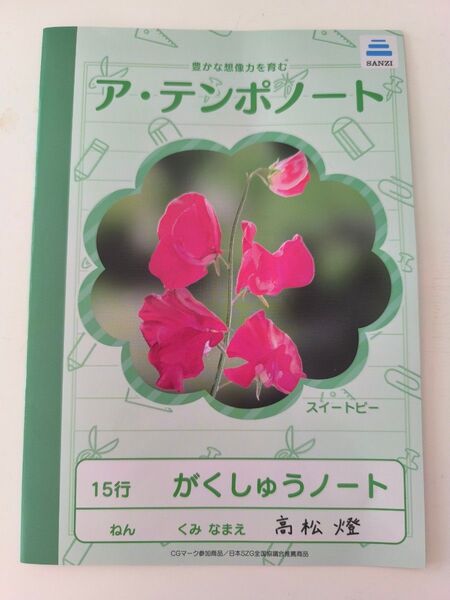 SANZI
豊かな想像力を育む
ア・テンポノート
スイートピー
15行 がくしゅうノート
ねん くみ なまえ 高松 燈
CGマーク参加商品/日本SZG全国協議会推薦商品